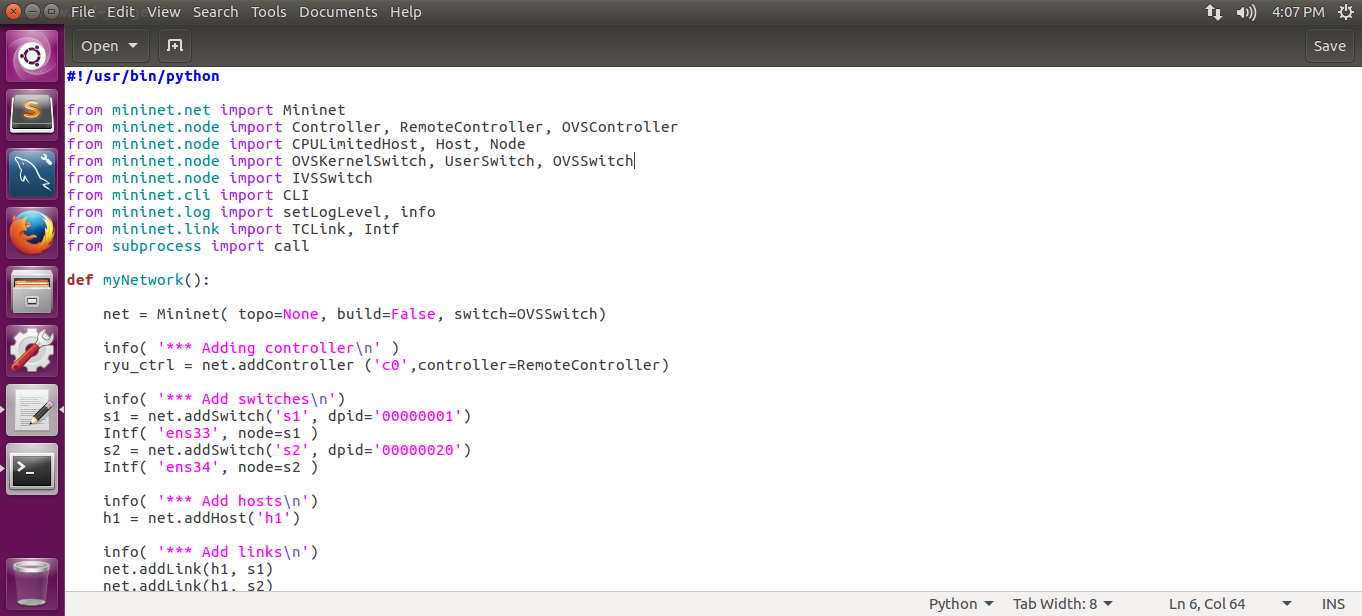 File Edit View Search Tools Documents Help
4:07 PM
Open
Save
#!/usr/bin/python
from mininet.net import Mininet
from mininet.node import Controller, RemoteController, OVSController
from mininet.node import CPULimitedHost, Host, Node
from mininet.node import OVSKernelSwitch, UserSwitch, OVSSwitch
from mininet.node import IVSSwitch
from mininet.cli import CLI
from mininet.log import setLogLevel, info
from mininet.link import TCLink, Intf
from subprocess import call
def myNetwork():
net = Mininet( topo=None, build=False, switch=OVSSwitch)
info( '*** Adding controller\n' )
ryu_ctrl = net.addController ('c0',controller=RemoteController)
info( '*** Add switches\n')
s1 = net.addSwitch('s1', dpid='00000001')
Intf( 'ens33', node=s1 )
s2 = net.addSwitch('s2', dpid='00000020')
Intf( 'ens34', node=s2 )
info( '*** Add hosts\n')
h1 = net.addHost('h1')
info( '*** Add links\n')
net.addLink(h1, s1)
net.addLink(h1, s2)
Python
Tab Width: 8
Ln 6, Col 64
INS